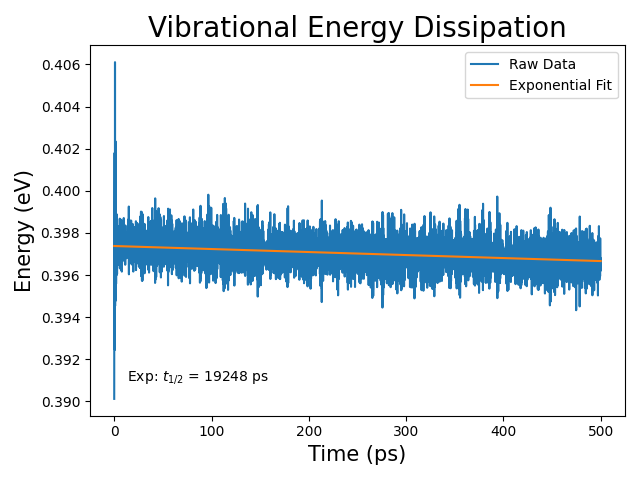 Vibrational Energy Dissipation
Raw Data
Exponential Fit
0.406
0.404
0.402
0.400
0.398
0.396
0.394
0.392
0.390
Energy (eV)
Exp: t1/2 = 19248 ps
0 100 200 300 400 500
Time (ps)